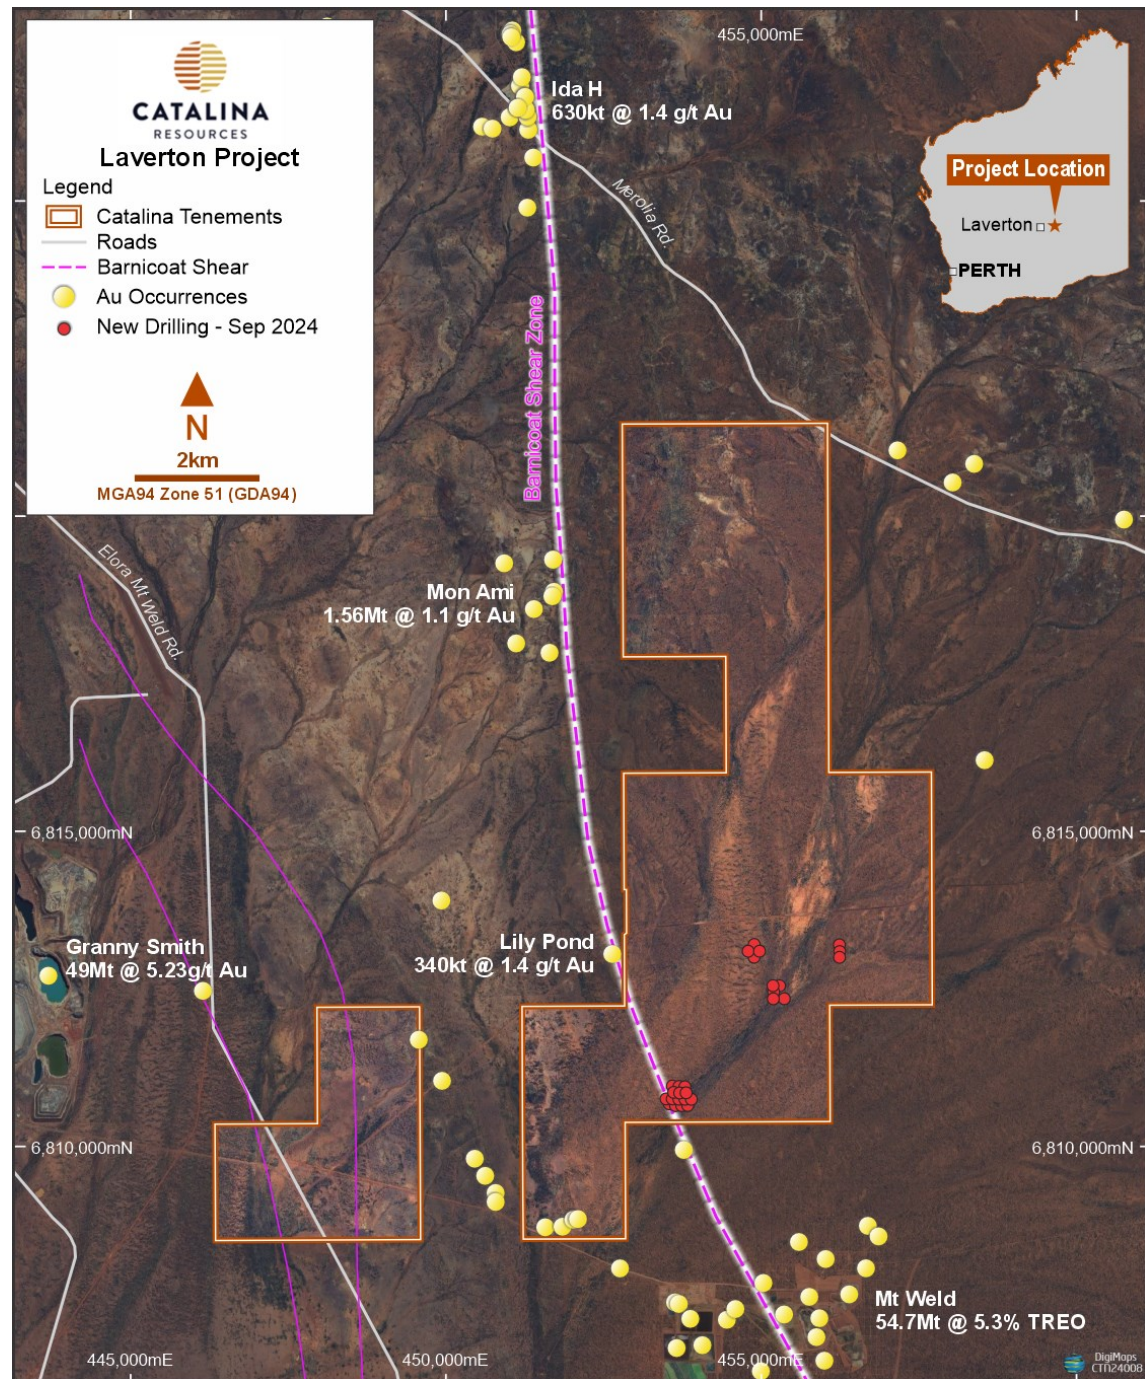 CATALINA
RESOURCES
Laverton Project
Legend
Catalina Tenements
Roads
Barnicoat Shear
Au Occurrences
New Drilling - Sep 2024
N
2km
MGA94 Zone 51 (GDA94)
455,000mE
Ida H
630kt @ 1.4 g/t Au
Merolia Rd.
Project Location
Laverton
PERTH
Barnicoat Shear Zone
Elora Mt Weld Rd.
Mon Ami
1.56Mt @ 1.1 g/t Au
6,815,000mN
6,815,000mN
Granny Smith
49Mt @ 5.23g/t Au
Lily Pond
340kt @ 1.4 g/t Au
6,810,000mN
6,810,000mN
Mt Weld
54.7Mt @ 5.3% TREO
445,000mE
450,000mE
455,000mE
DigiMaps
CTN24008